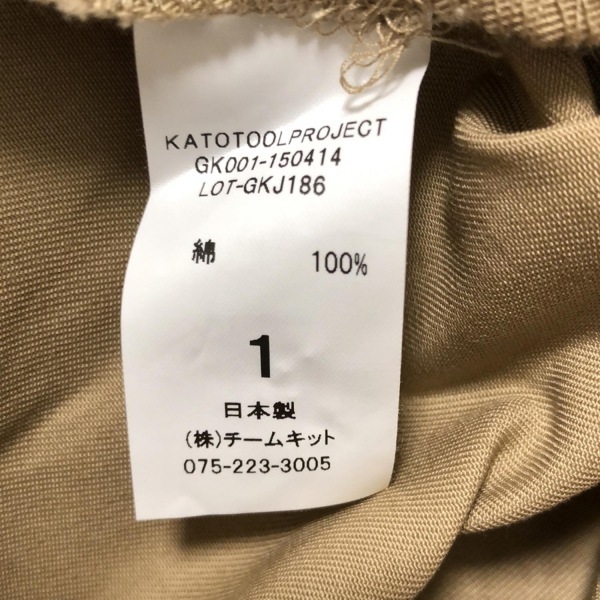 KATOTOOLPROJECT
GK001-150414
LOT-GKJ186
綿 100%
1
日本製
(株)チームキット
075-223-3005